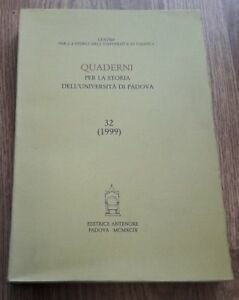 CENTRO
PER LA STORIA DELL'UNIVERSITÀ DI PADOVA
QUADERNI
PER LA STORIA
DELL'UNIVERSITÀ DI PADOVA
32
(1999)
EDITRICE ANTENORE
PADOVA MCMXCIX